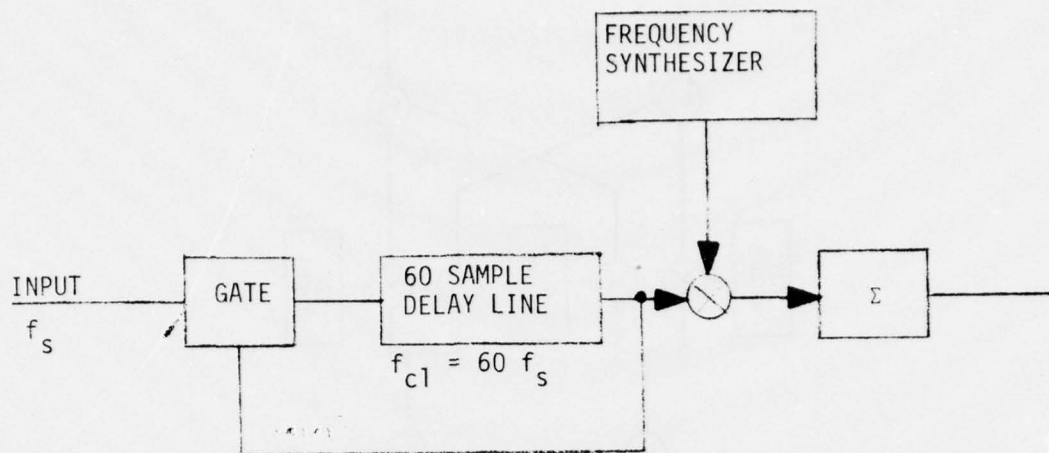 FREQUENCY
SYNTHESIZER
INPUT
f_s
GATE
60 SAMPLE
DELAY LINE
f_cl = 60 f_s
Σ